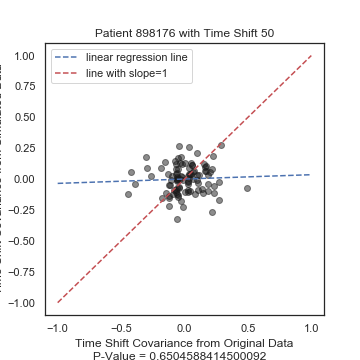 Patient 898176 with Time Shift 50
linear regression line
line with slope=1
1.00
0.75
0.50
0.25
0.00
−0.25
−0.50
−0.75
−1.00
−1.0
−0.5
0.0
0.5
1.0
Time Shift Covariance from Original Data
P-Value = 0.6504588414500092